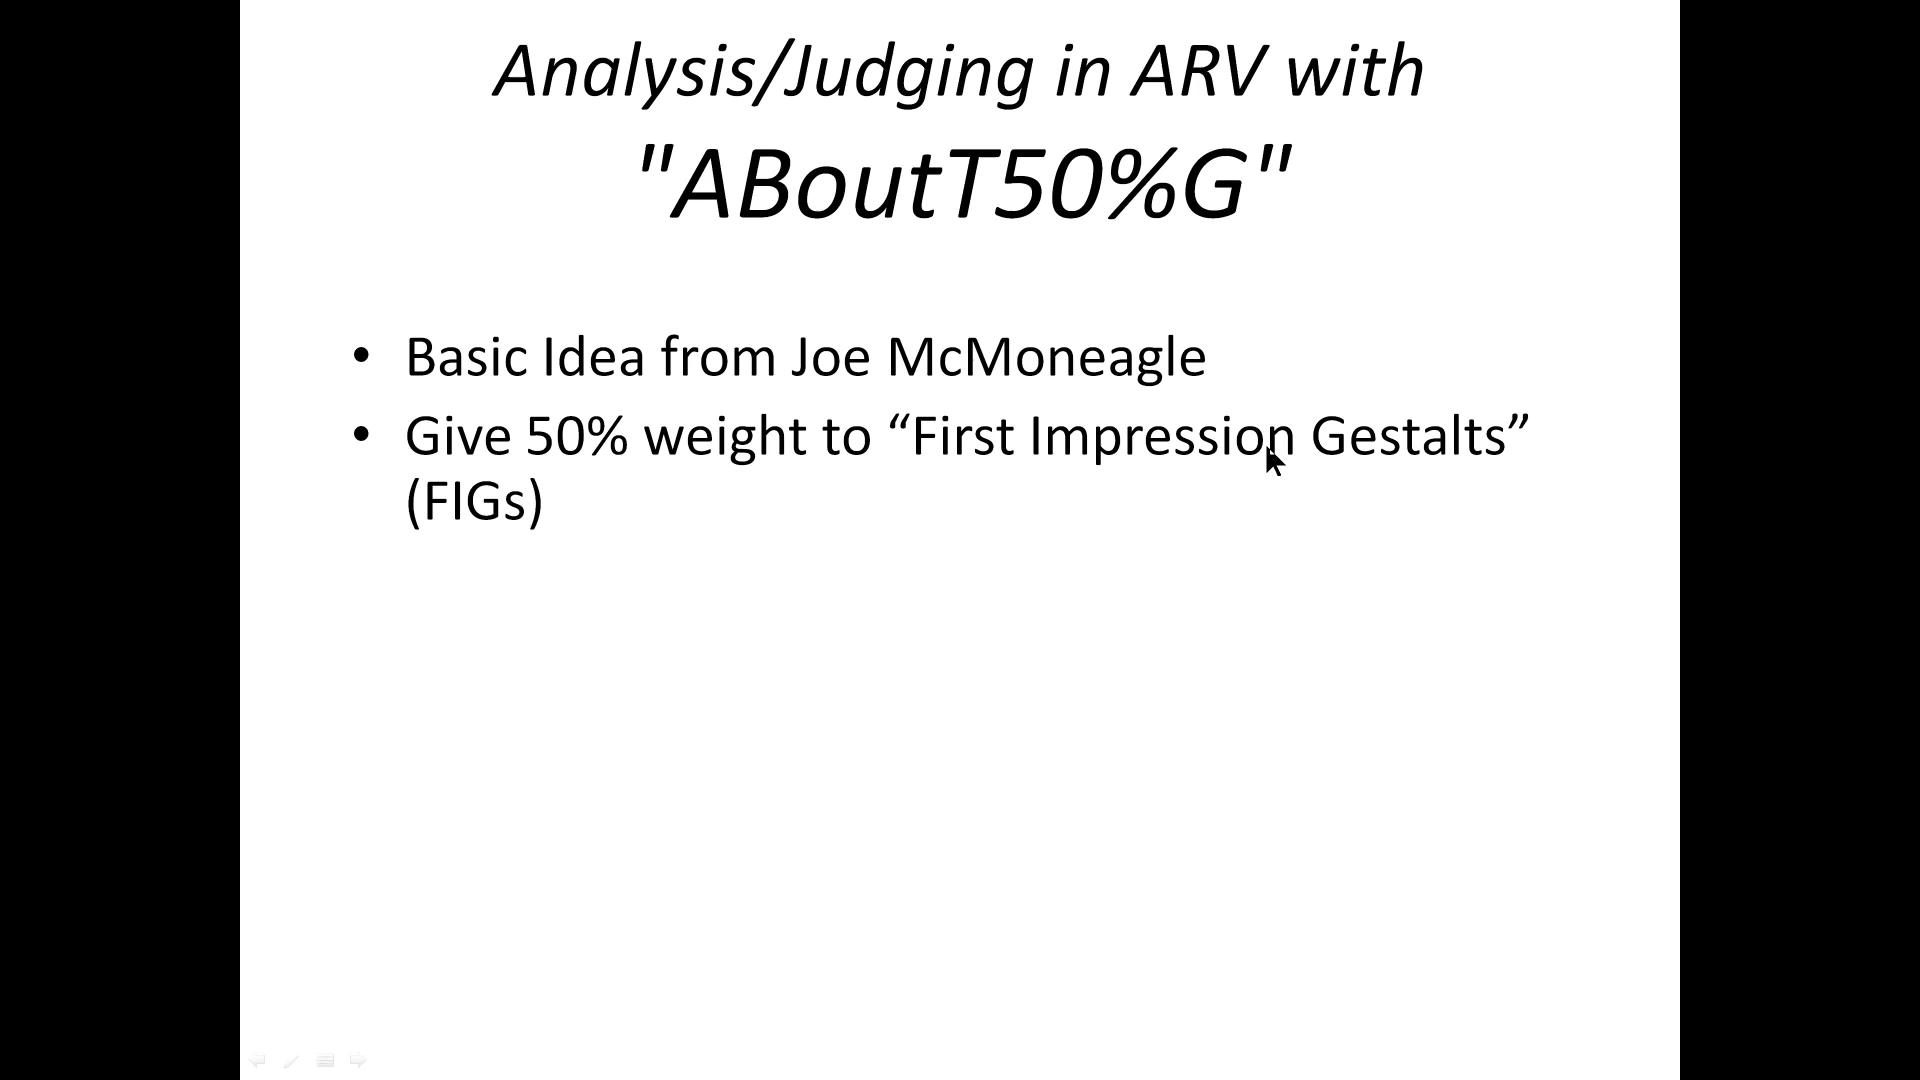 Analysis/Judging in ARV with
"ABoutT50%G"
• Basic Idea from Joe McMoneagle
• Give 50% weight to “First Impression Gestalts”
(FIGs)